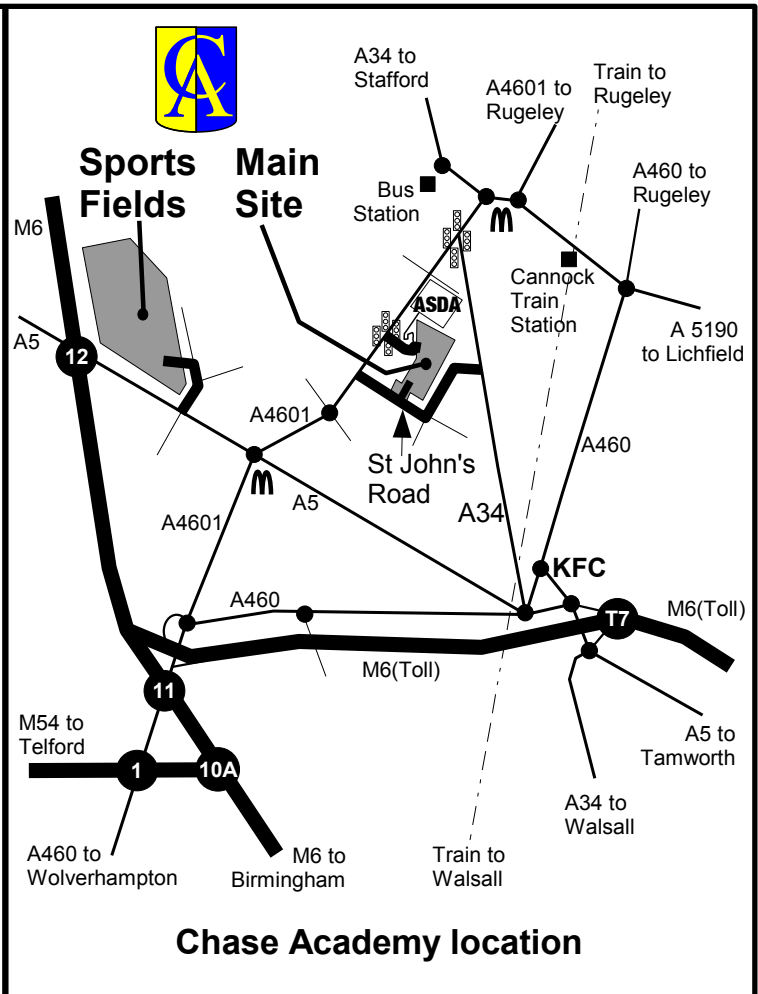 CA
A34 to
Stafford
A4601 to
Rugeley
Train to
Rugeley
Sports
Fields
Main
Site
Bus
Station
A460 to
Rugeley
M6
Cannock
Train
Station
ASDA
A 5190
to Lichfield
A5
12
A4601
A460
St John's
Road
A5
A34
A4601
KFC
A460
T7
M6(Toll)
M6(Toll)
11
M54 to
Telford
A5 to
Tamworth
1
10A
A34 to
Walsall
A460 to
Wolverhampton
M6 to
Birmingham
Train to
Walsall
Chase Academy location